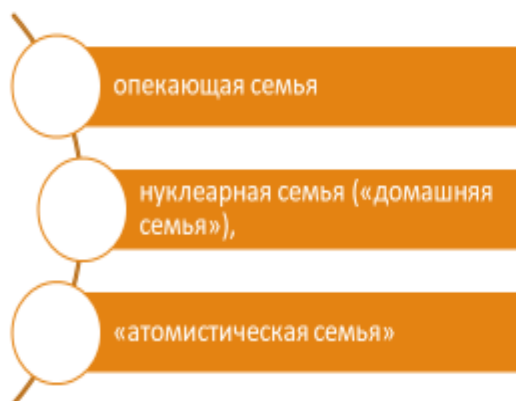 опекающая семья
нуклеарная семья («домашняя
семья»),
«атомистическая семья»